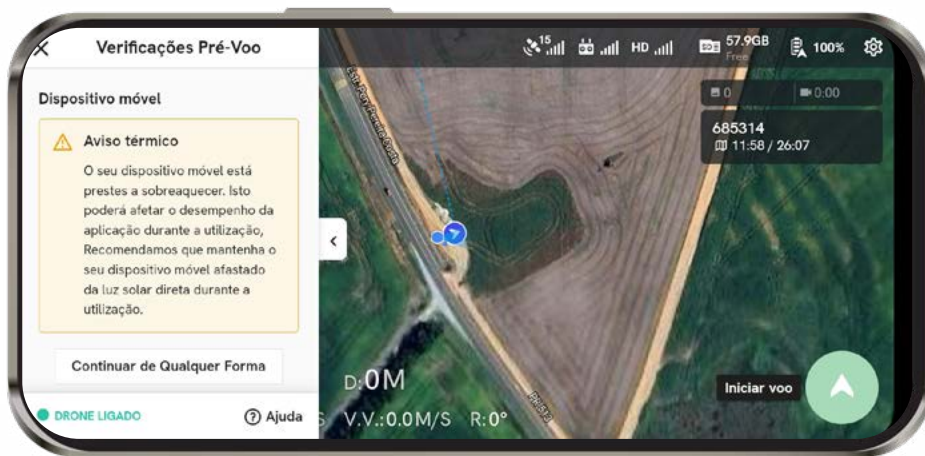 Verificações Pré-Voo
15
HD
57.9GB
Free
100%
Dispositivo móvel
Aviso térmico
O seu dispositivo móvel está
prestes a sobreaquecer. Isto
poderá afetar o desempenho da
aplicação durante a utilização,
Recomendamos que mantenha o
seu dispositivo móvel afastado
da luz solar direta durante a
utilização.
Continuar de Qualquer Forma
DRONE LIGADO
Ajuda
0
0:00
685314
11:58 / 26:07
D:0M
S V.V.:0.0M/S R:0°
Iniciar voo